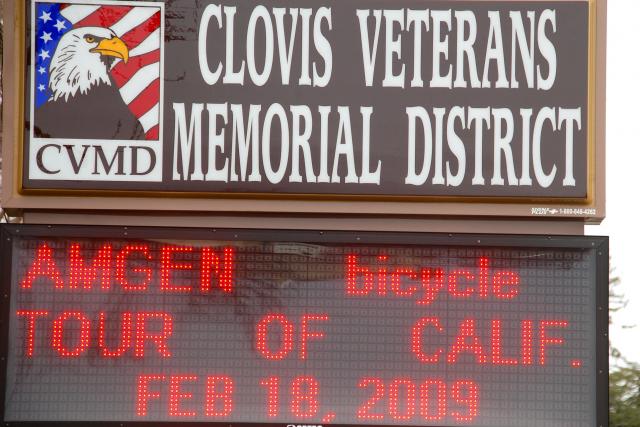 CLOVIS VETERANS
MEMORIAL DISTRICT
CVMD
AMGEN bicycle
TOUR OF CALIF.
FEB 18, 2009